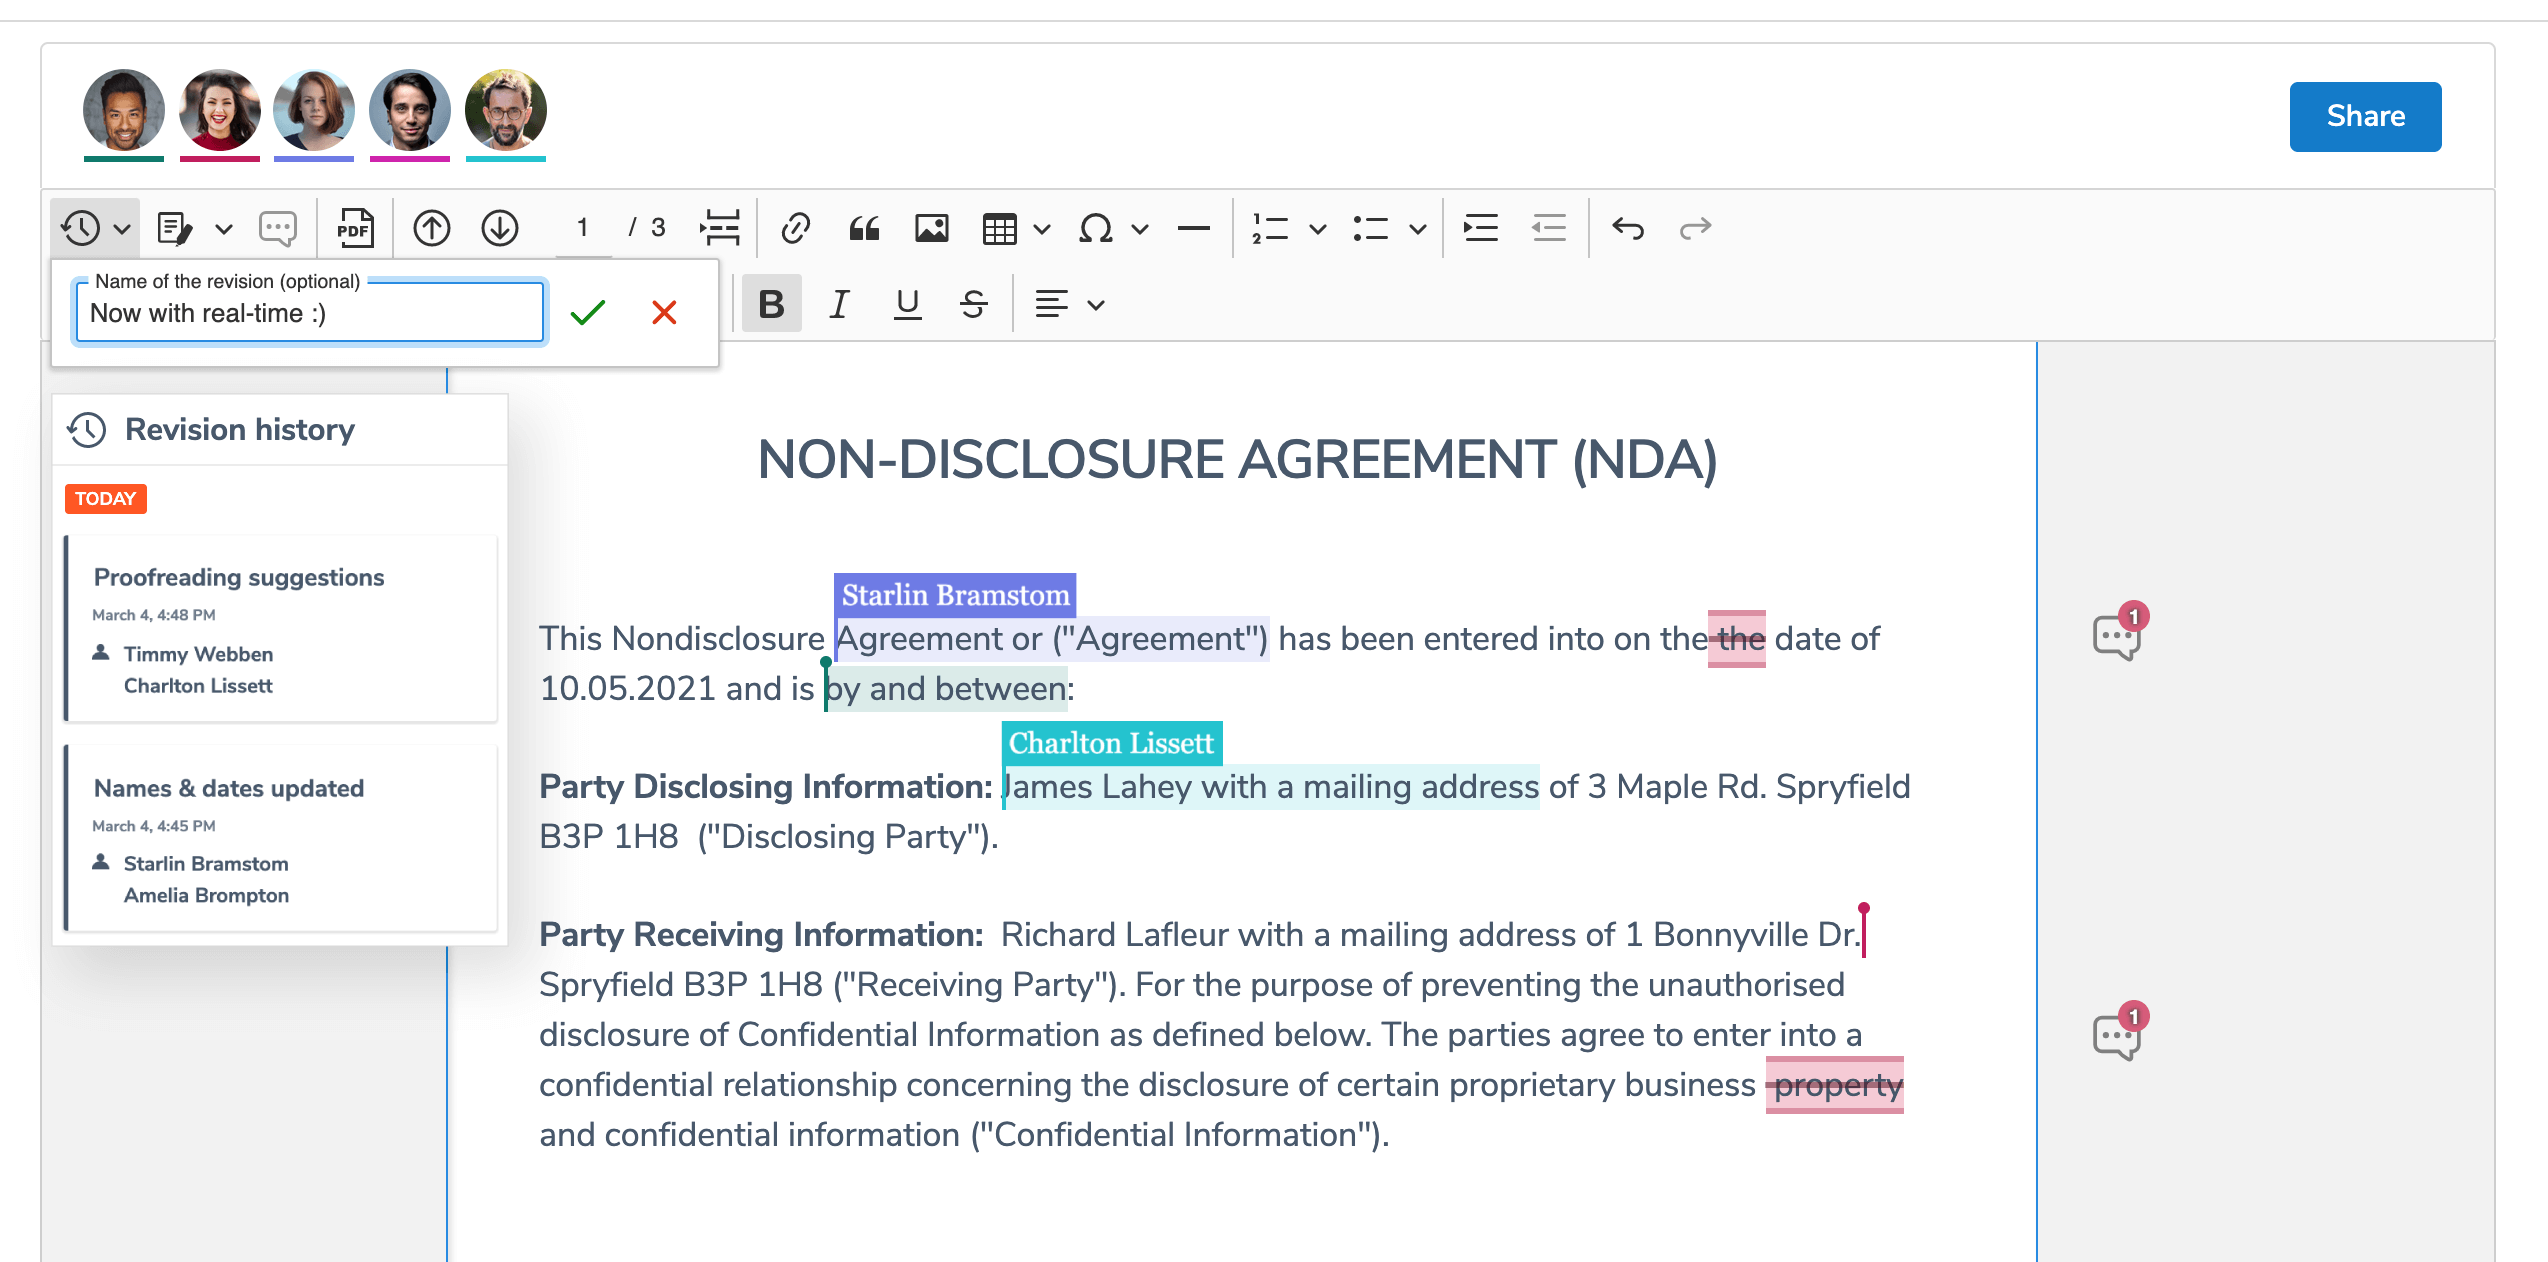 Share
PDF
1 / 3
1
2
Name of the revision (optional)
Now with real-time :)
B I U S
Revision history
TODAY
Proofreading suggestions
March 4, 4:48 PM
Timmy Webben
Charlton Lissett
Names & dates updated
March 4, 4:45 PM
Starlin Bramstom
Amelia Brompton
NON-DISCLOSURE AGREEMENT (NDA)
Starlin Bramstom
This Nondisclosure Agreement or ("Agreement") has been entered into on the the date of
10.05.2021 and is by and between:
Charlton Lissett
Party Disclosing Information: James Lahey with a mailing address of 3 Maple Rd. Spryfield
B3P 1H8 ("Disclosing Party").
Party Receiving Information: Richard Lafleur with a mailing address of 1 Bonnyville Dr.
Spryfield B3P 1H8 ("Receiving Party"). For the purpose of preventing the unauthorised
disclosure of Confidential Information as defined below. The parties agree to enter into a
confidential relationship concerning the disclosure of certain proprietary business property
and confidential information ("Confidential Information").
1
1